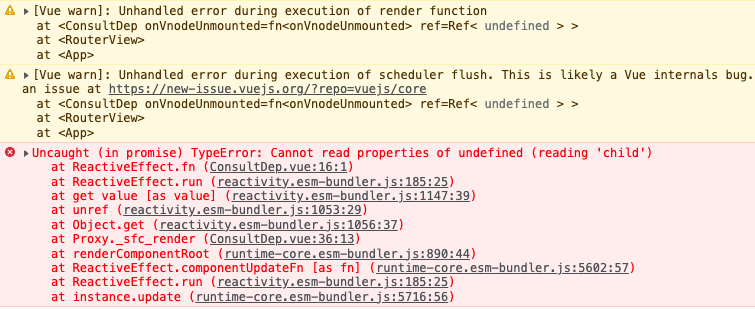 [Vue warn]: Unhandled error during execution of render function
at <ConsultDep onVnodeUnmounted=fn<onVnodeUnmounted> ref=Ref< undefined > >
at <RouterView>
at <App>
[Vue warn]: Unhandled error during execution of scheduler flush. This is likely a Vue internals bug.
an issue at https://new-issue.vuejs.org/?repo=vuejs/core
at <ConsultDep onVnodeUnmounted=fn<onVnodeUnmounted> ref=Ref< undefined > >
at <RouterView>
at <App>
Uncaught (in promise) TypeError: Cannot read properties of undefined (reading 'child')
at ReactiveEffect.fn (ConsultDep.vue:16:1)
at ReactiveEffect.run (reactivity.esm-bundler.js:185:25)
at get value [as value] (reactivity.esm-bundler.js:1147:39)
at unref (reactivity.esm-bundler.js:1053:29)
at Object.get (reactivity.esm-bundler.js:1056:37)
at Proxy._sfc_render (ConsultDep.vue:36:13)
at renderComponentRoot (runtime-core.esm-bundler.js:890:44)
at ReactiveEffect.componentUpdateFn [as fn] (runtime-core.esm-bundler.js:5602:57)
at ReactiveEffect.run (reactivity.esm-bundler.js:185:25)
at instance.update (runtime-core.esm-bundler.js:5716:56)